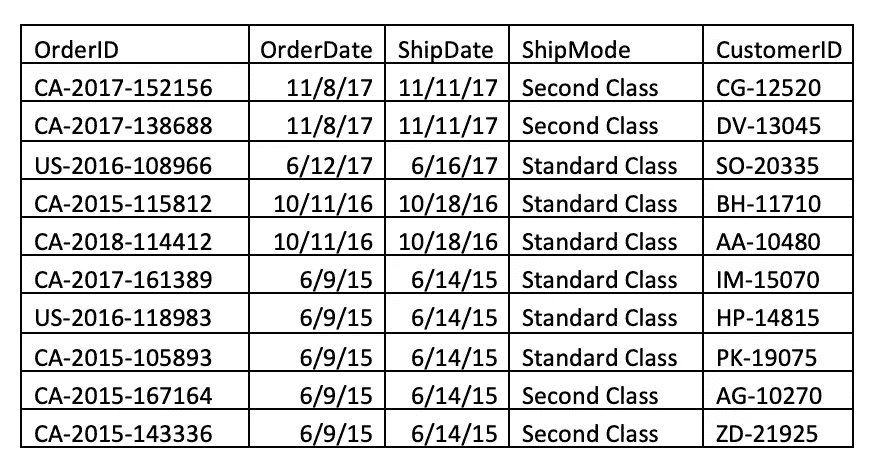 OrderID OrderDate ShipDate ShipMode CustomerID
CA-2017-152156 11/8/17 11/11/17 Second Class CG-12520
CA-2017-138688 11/8/17 11/11/17 Second Class DV-13045
US-2016-108966 6/12/17 6/16/17 Standard Class SO-20335
CA-2015-115812 10/11/16 10/18/16 Standard Class BH-11710
CA-2018-114412 10/11/16 10/18/16 Standard Class AA-10480
CA-2017-161389 6/9/15 6/14/15 Standard Class IM-15070
US-2016-118983 6/9/15 6/14/15 Standard Class HP-14815
CA-2015-105893 6/9/15 6/14/15 Standard Class PK-19075
CA-2015-167164 6/9/15 6/14/15 Second Class AG-10270
CA-2015-143336 6/9/15 6/14/15 Second Class ZD-21925